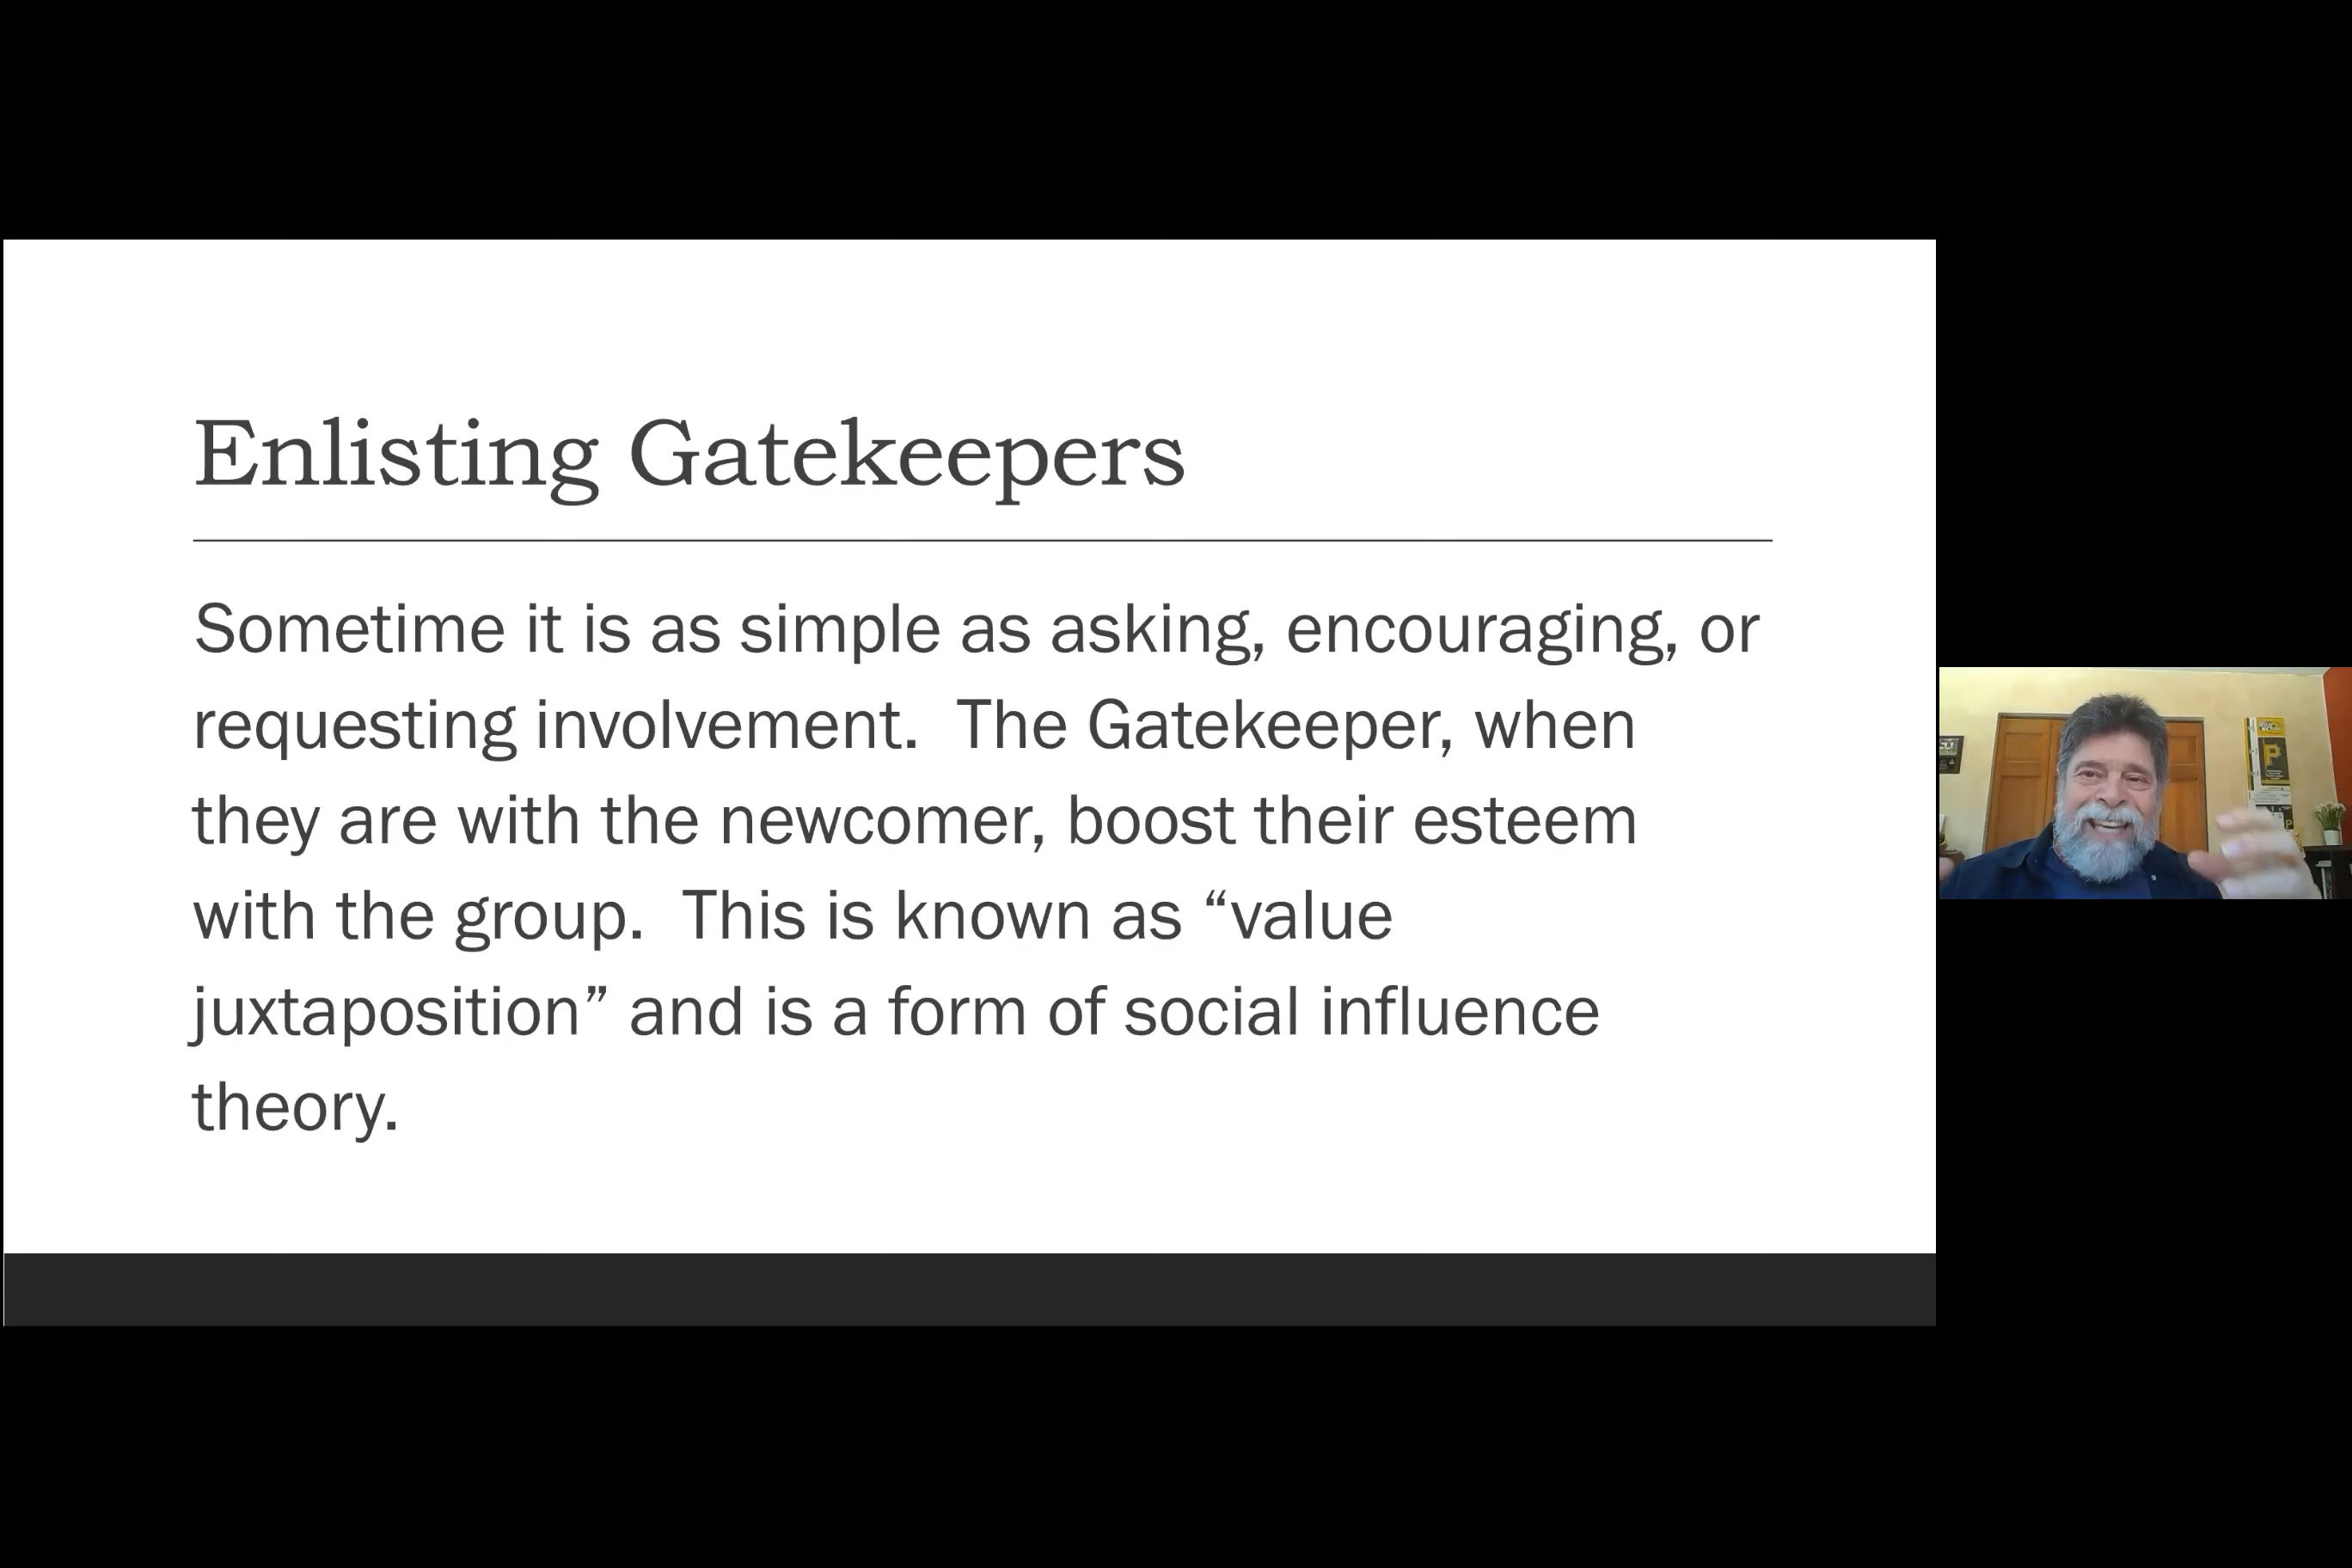 Enlisting Gatekeepers
Sometime it is as simple as asking, encouraging, or
requesting involvement.  The Gatekeeper, when
they are with the newcomer, boost their esteem
with the group.  This is known as “value
juxtaposition” and is a form of social influence
theory.
P